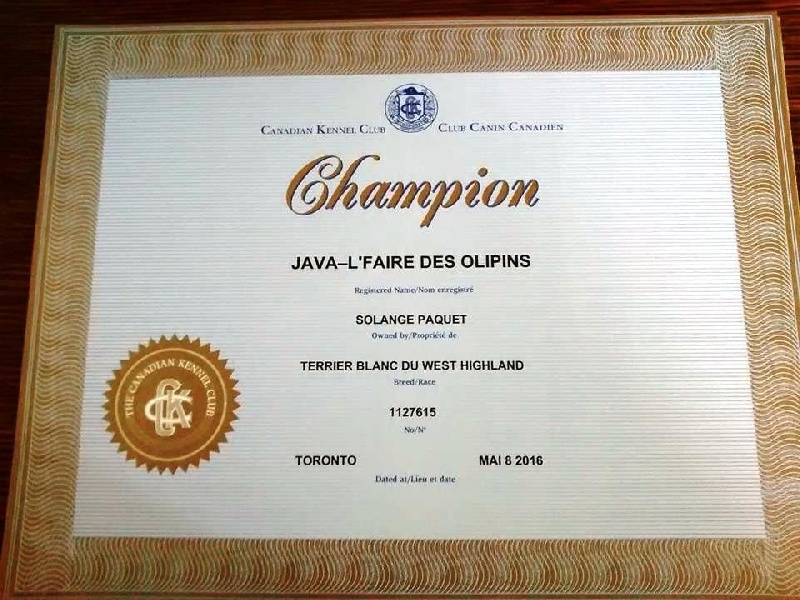 CANADIAN KENNEL CLUB CLUB CANIN CANADIEN
Champion
JAVA–L'FAIRE DES OLIPINS
Registered Name/Nom enregistré
SOLANGE PAQUET
Owned by/Propriété de
TERRIER BLANC DU WEST HIGHLAND
Breed/Race
1127615
No/N°
TORONTO MAI 8 2016
Dated at/Lieu et date
THE CANADIAN KENNEL CLUB
CKC